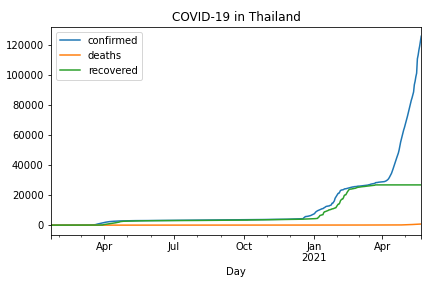 COVID-19 in Thailand
confirmed
deaths
recovered
120000
100000
80000
60000
40000
20000
0
Apr Jul Oct Jan Apr
2021
Day